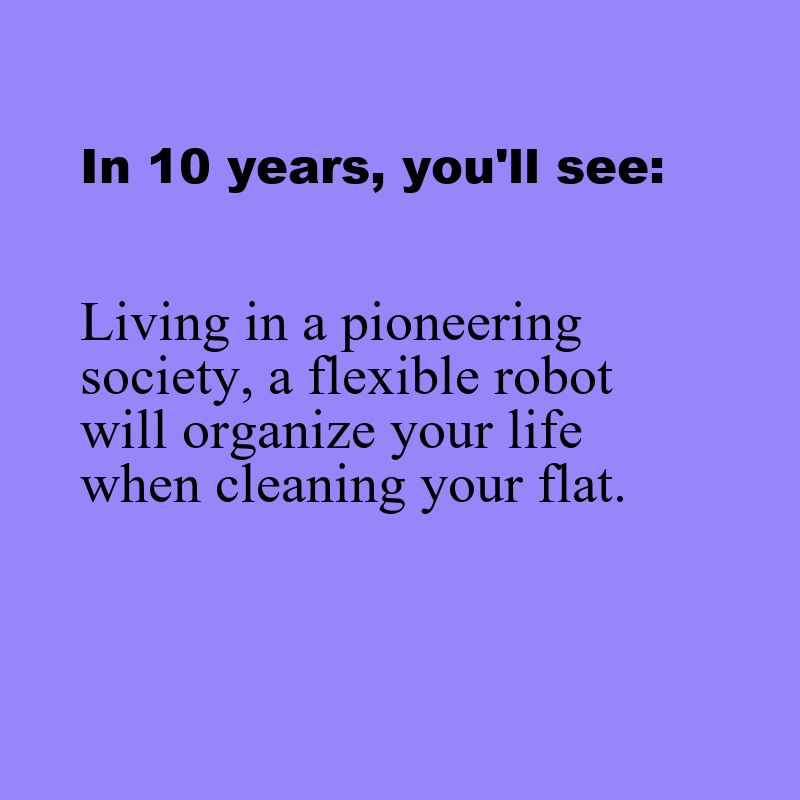 In 10 years, you'll see:
Living in a pioneering
society, a flexible robot
will organize your life
when cleaning your flat.